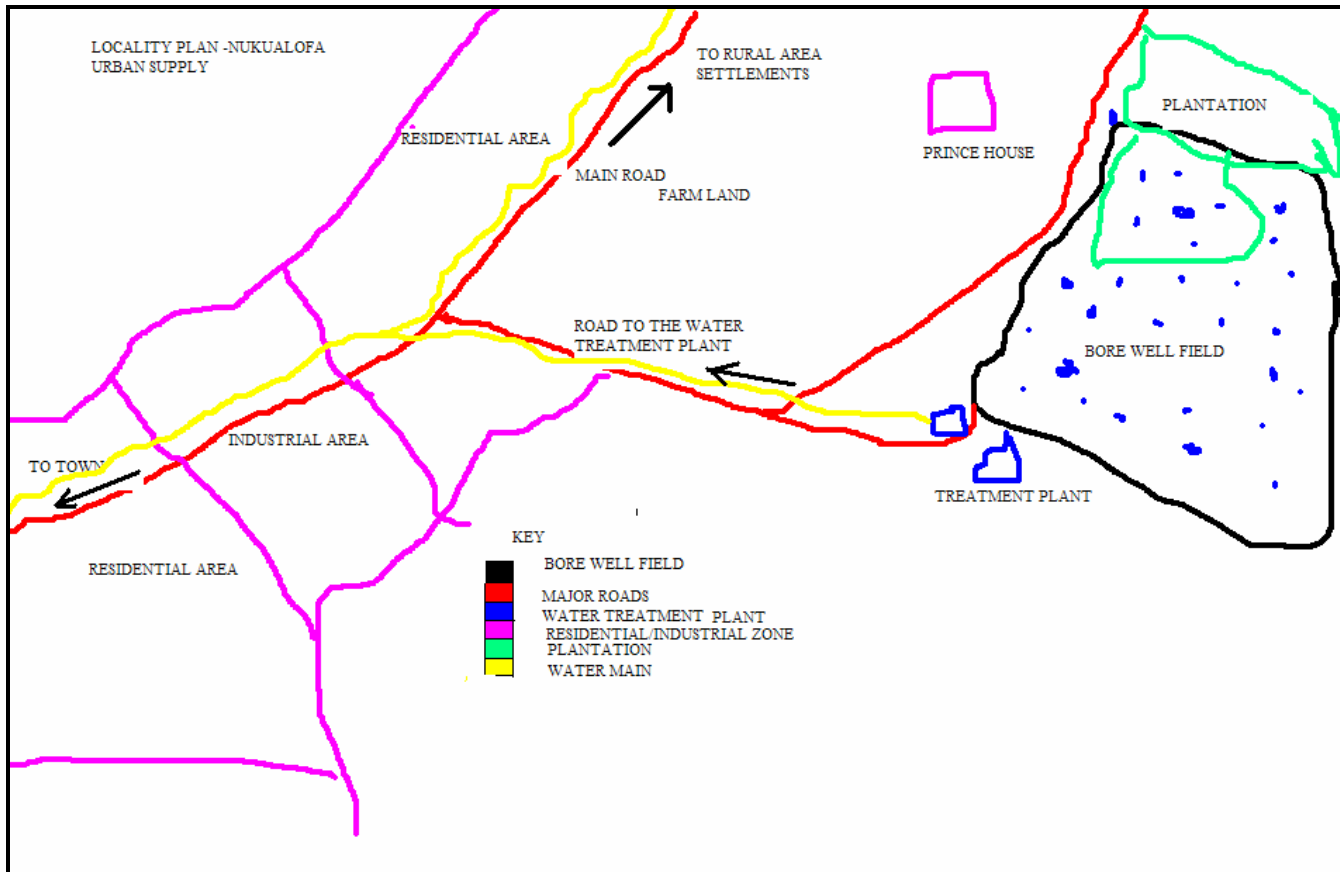 LOCALITY PLAN -NUKUALOFA
URBAN SUPPLY
TO RURAL AREA
SETTLEMENTS
PLANTATION
RESIDENTIAL AREA
PRINCE HOUSE
MAIN ROAD
FARM LAND
ROAD TO THE WATER
TREATMENT PLANT
BORE WELL FIELD
INDUSTRIAL AREA
TO TOWN
TREATMENT PLANT
RESIDENTIAL AREA
KEY
BORE WELL FIELD
MAJOR ROADS
WATER TREATMENT PLANT
RESIDENTIAL/INDUSTRIAL ZONE
PLANTATION
WATER MAIN